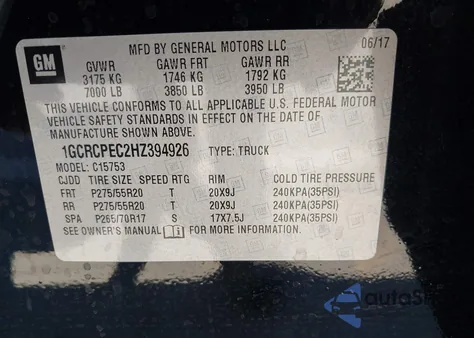 GM
MFD BY GENERAL MOTORS LLC 06/17
GVWR GAWR FRT GAWR RR
3175 KG 1746 KG 1792 KG
7000 LB 3850 LB 3950 LB
THIS VEHICLE CONFORMS TO ALL APPLICABLE U.S. FEDERAL MOTOR
VEHICLE SAFETY STANDARDS IN EFFECT ON THE DATE OF
MANUFACTURE SHOWN ABOVE.
1GCRCPEC2HZ394926 TYPE: TRUCK
MODEL: C15753
CJDD TIRE SIZE SPEED RTG RIM COLD TIRE PRESSURE
FRT P275/55R20 T 20X9J 240KPA(35PSI)
RR P275/55R20 T 20X9J 240KPA(35PSI)
SPA P265/70R17 S 17X7.5J 240KPA(35PSI)
SEE OWNER'S MANUAL FOR MORE INFORMATION.